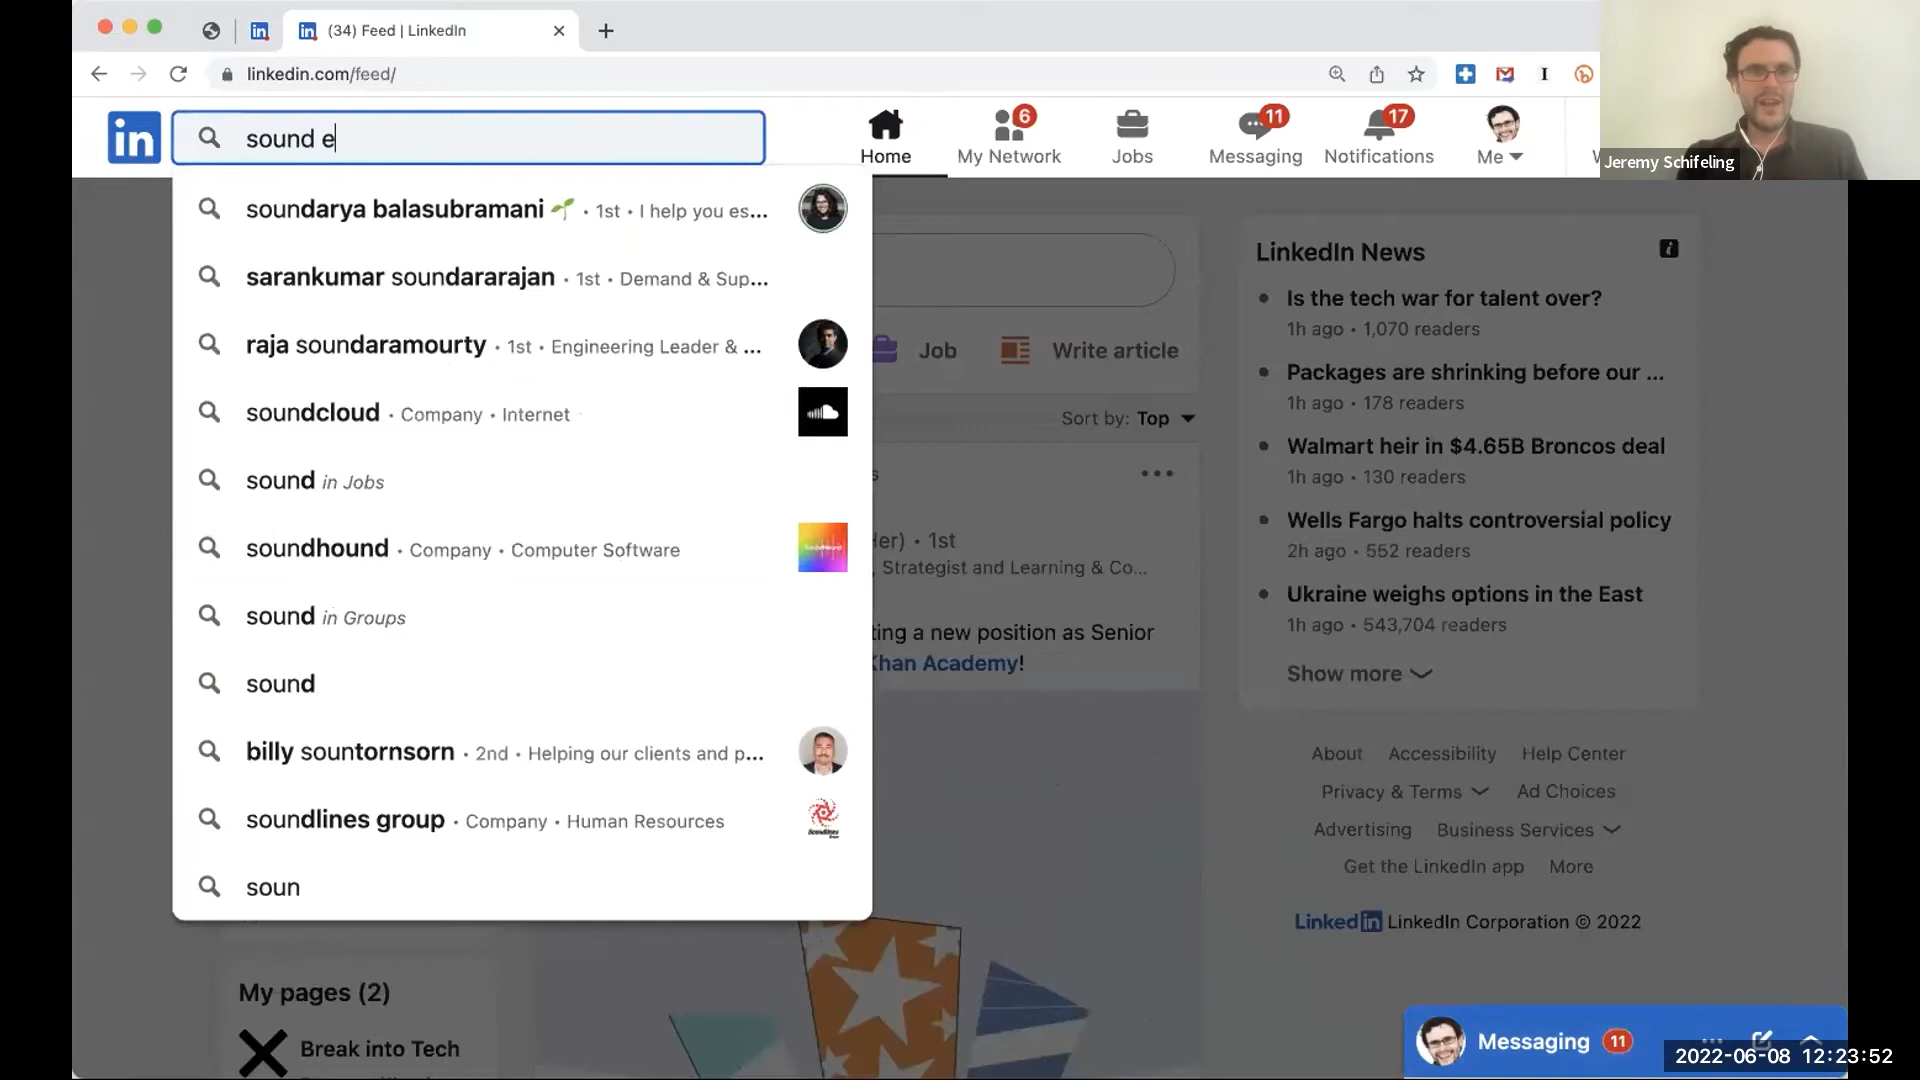 (34) Feed | LinkedIn
linkedin.com/feed/
in
sound e
Home
6
My Network
Jobs
11
Messaging
17
Notifications
Me
Jeremy Schifeling
soundarya balasubramani • 1st • I help you es...
sarankumar soundararajan • 1st • Demand & Sup...
raja soundaramourty • 1st • Engineering Leader & ...
soundcloud • Company • Internet
sound in Jobs
soundhound • Company • Computer Software
sound in Groups
sound
billy sountornsorn • 2nd • Helping our clients and p...
soundlines group • Company • Human Resources
soun
Job
Write article
Sort by: Top
Her) • 1st
, Strategist and Learning & Co...
ting a new position as Senior
Khan Academy!
LinkedIn News
Is the tech war for talent over?
1h ago • 1,070 readers
Packages are shrinking before our ...
1h ago • 178 readers
Walmart heir in $4.65B Broncos deal
1h ago • 130 readers
Wells Fargo halts controversial policy
2h ago • 552 readers
Ukraine weighs options in the East
1h ago • 543,704 readers
Show more
About Accessibility Help Center
Privacy & Terms Ad Choices
Advertising Business Services
Get the LinkedIn app More
LinkedIn LinkedIn Corporation © 2022
My pages (2)
Break into Tech
Messaging 11
2022-06-08 12:23:52